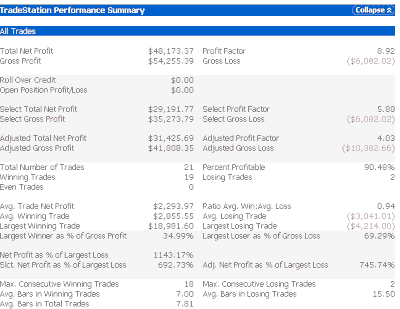 TradeStation Performance Summary Collapse
All Trades
Total Net Profit $48,173.37 Profit Factor 8.92
Gross Profit $54,255.39 Gross Loss ($6,082.02)
Roll Over Credit $0.00
Open Position Profit/Loss $0.00
Select Total Net Profit $29,191.77 Select Profit Factor 5.80
Select Gross Profit $35,273.79 Select Gross Loss ($6,082.02)
Adjusted Total Net Profit $31,425.69 Adjusted Profit Factor 4.03
Adjusted Gross Profit $41,808.35 Adjusted Gross Loss ($10,382.66)
Total Number of Trades 21 Percent Profitable 90.48%
Winning Trades 19 Losing Trades 2
Even Trades 0
Avg. Trade Net Profit $2,293.97 Ratio Avg. Win:Avg. Loss 0.94
Avg. Winning Trade $2,855.55 Avg. Losing Trade ($3,041.01)
Largest Winning Trade $18,981.60 Largest Losing Trade ($4,214.00)
Largest Winner as % of Gross Profit 34.99% Largest Loser as % of Gross Loss 69.29%
Net Profit as % of Largest Loss 1143.17%
Slct. Net Profit as % of Largest Loss 692.73% Adj. Net Profit as % of Largest Loss 745.74%
Max. Consecutive Winning Trades 18 Max. Consecutive Losing Trades 2
Avg. Bars in Winning Trades 7.00 Avg. Bars in Losing Trades 15.50
Avg. Bars in Total Trades 7.81